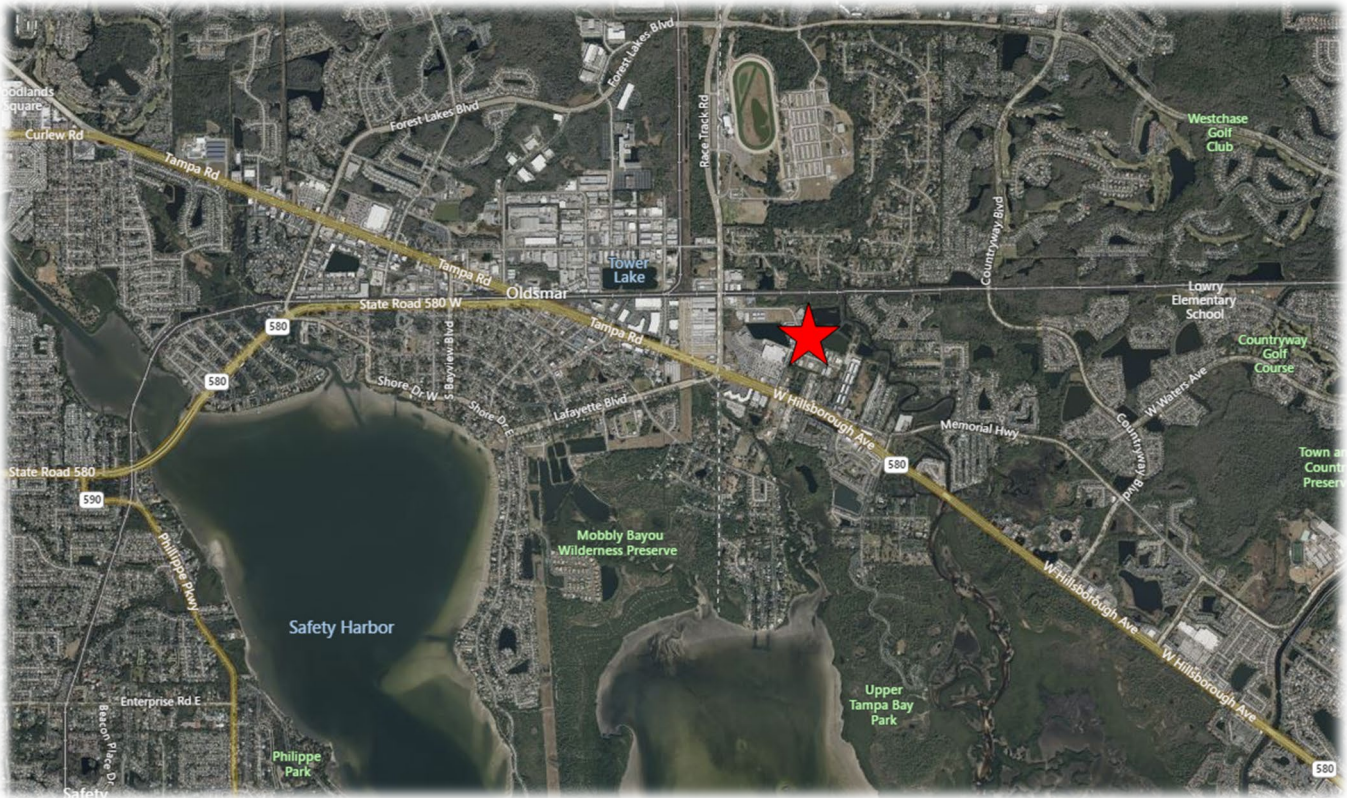 Forest Lakes Blvd
oodlands
Square
Forest Lakes Blvd
Race Track Rd
Westchase
Golf
Club
Curlew Rd
Tampa Rd
Countryway Blvd
Tampa Rd
Tower
Lake
Oldsmar
State Road 580 W
Lowry
Elementary
School
580
Tampa Rd
S Bayview Blvd
Countryway
Golf
Course
580
Shore Dr W
Shore Dr E
Lafayette Blvd
W Hillsborough Ave
W Waters Ave
Memorial Hwy
Countryway Blvd
State Road 580
580
Town an
Countr
Preserv
590
Philippe Pkwy
Mobbly Bayou
Wilderness Preserve
W Hillsborough Ave
Safety Harbor
W Hillsborough Ave
Enterprise Rd E
Beacon Place Dr
Upper
Tampa Bay
Park
Philippe
Park
580
Safety